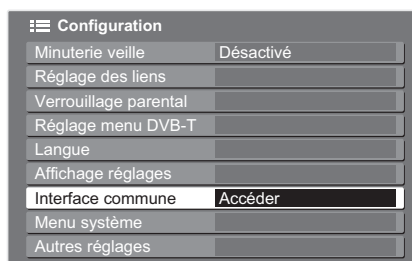 Configuration
Minuterie veille Désactivé
Réglage des liens
Verrouillage parental
Réglage menu DVB-T
Langue
Affichage réglages
Interface commune Accéder
Menu système
Autres réglages